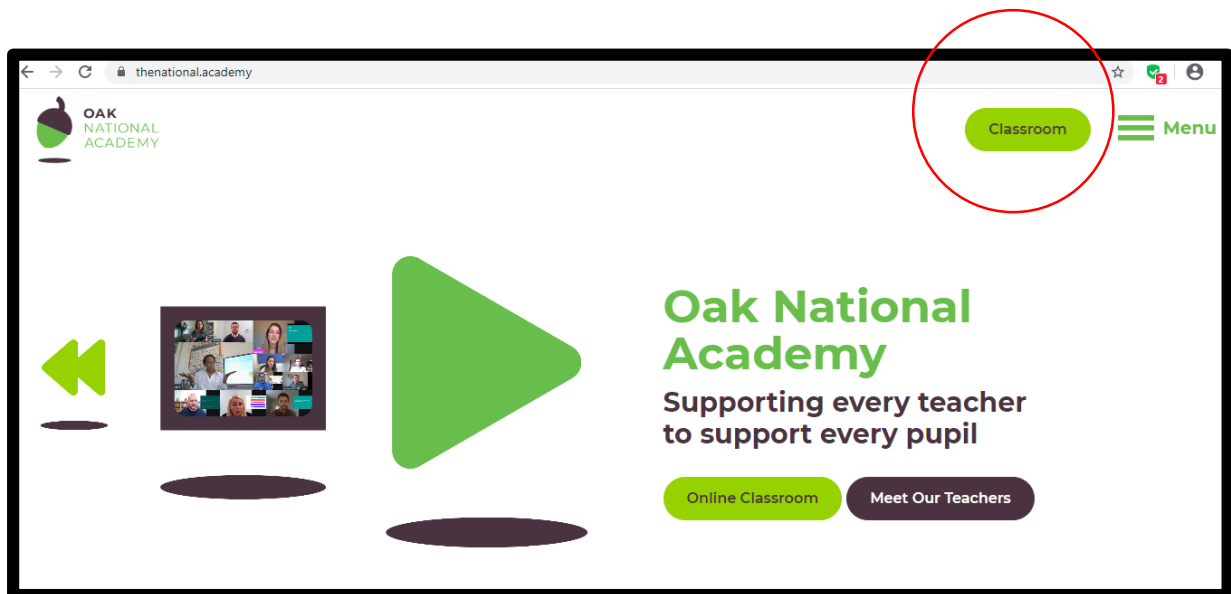 thenational.academy
2
OAK
NATIONAL
ACADEMY
Classroom
Menu
Oak National
Academy
Supporting every teacher
to support every pupil
Online Classroom
Meet Our Teachers